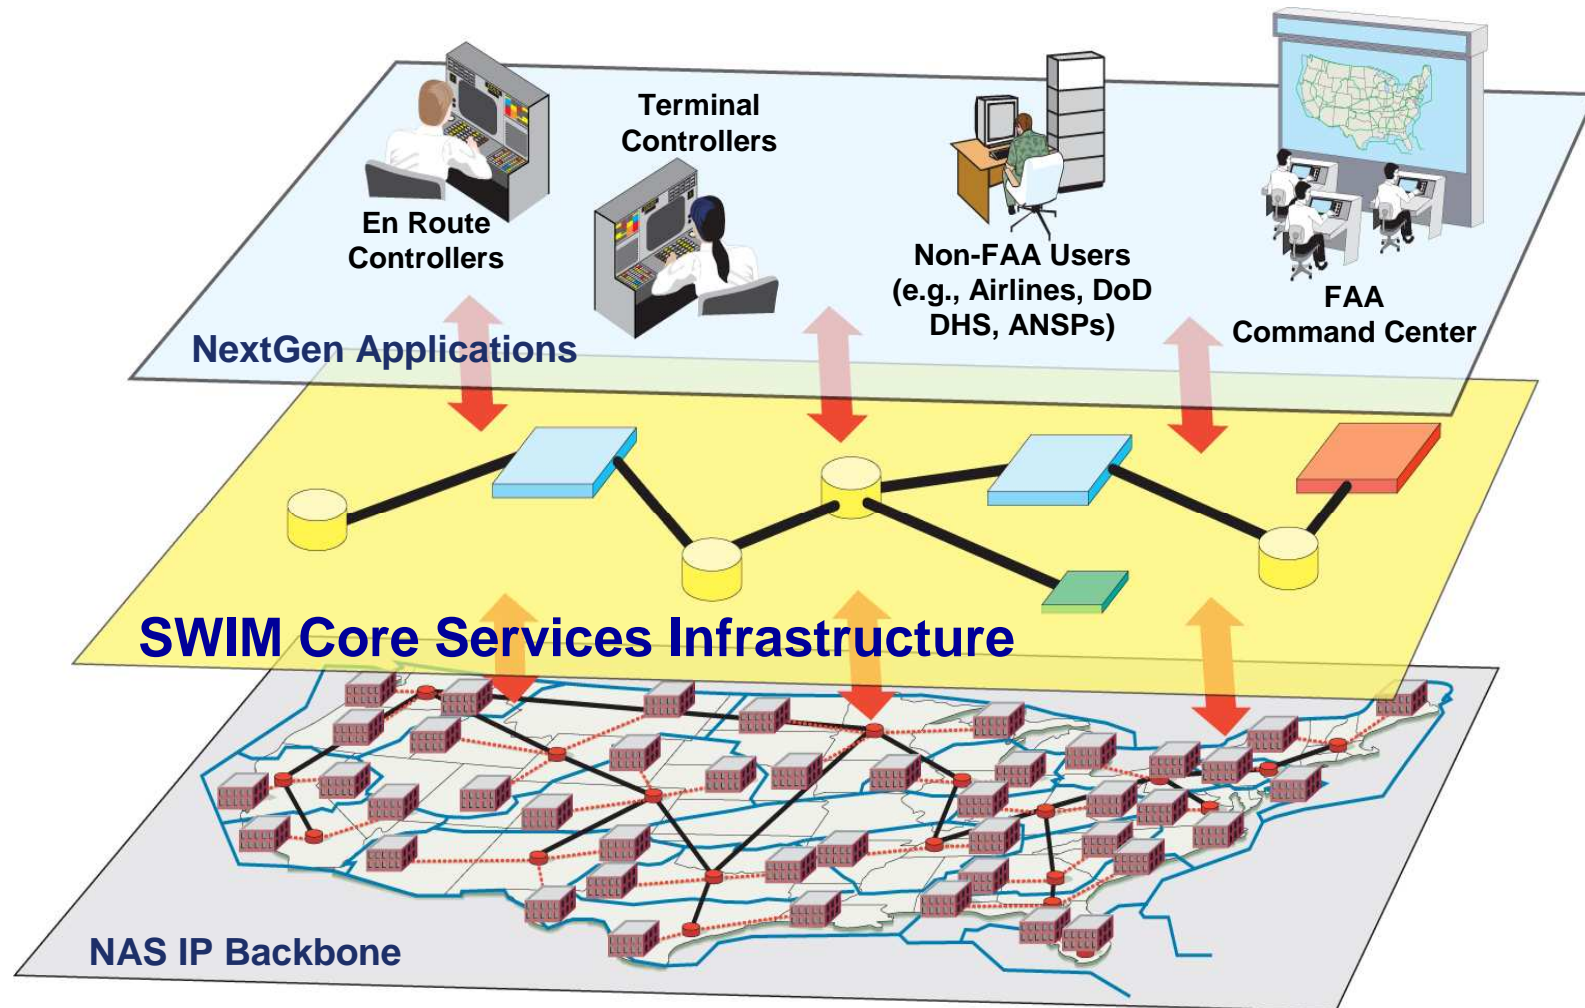 Terminal
Controllers
En Route
Controllers
Non-FAA Users
(e.g., Airlines, DoD
DHS, ANSPs)
FAA
Command Center
NextGen Applications
SWIM Core Services Infrastructure
NAS IP Backbone